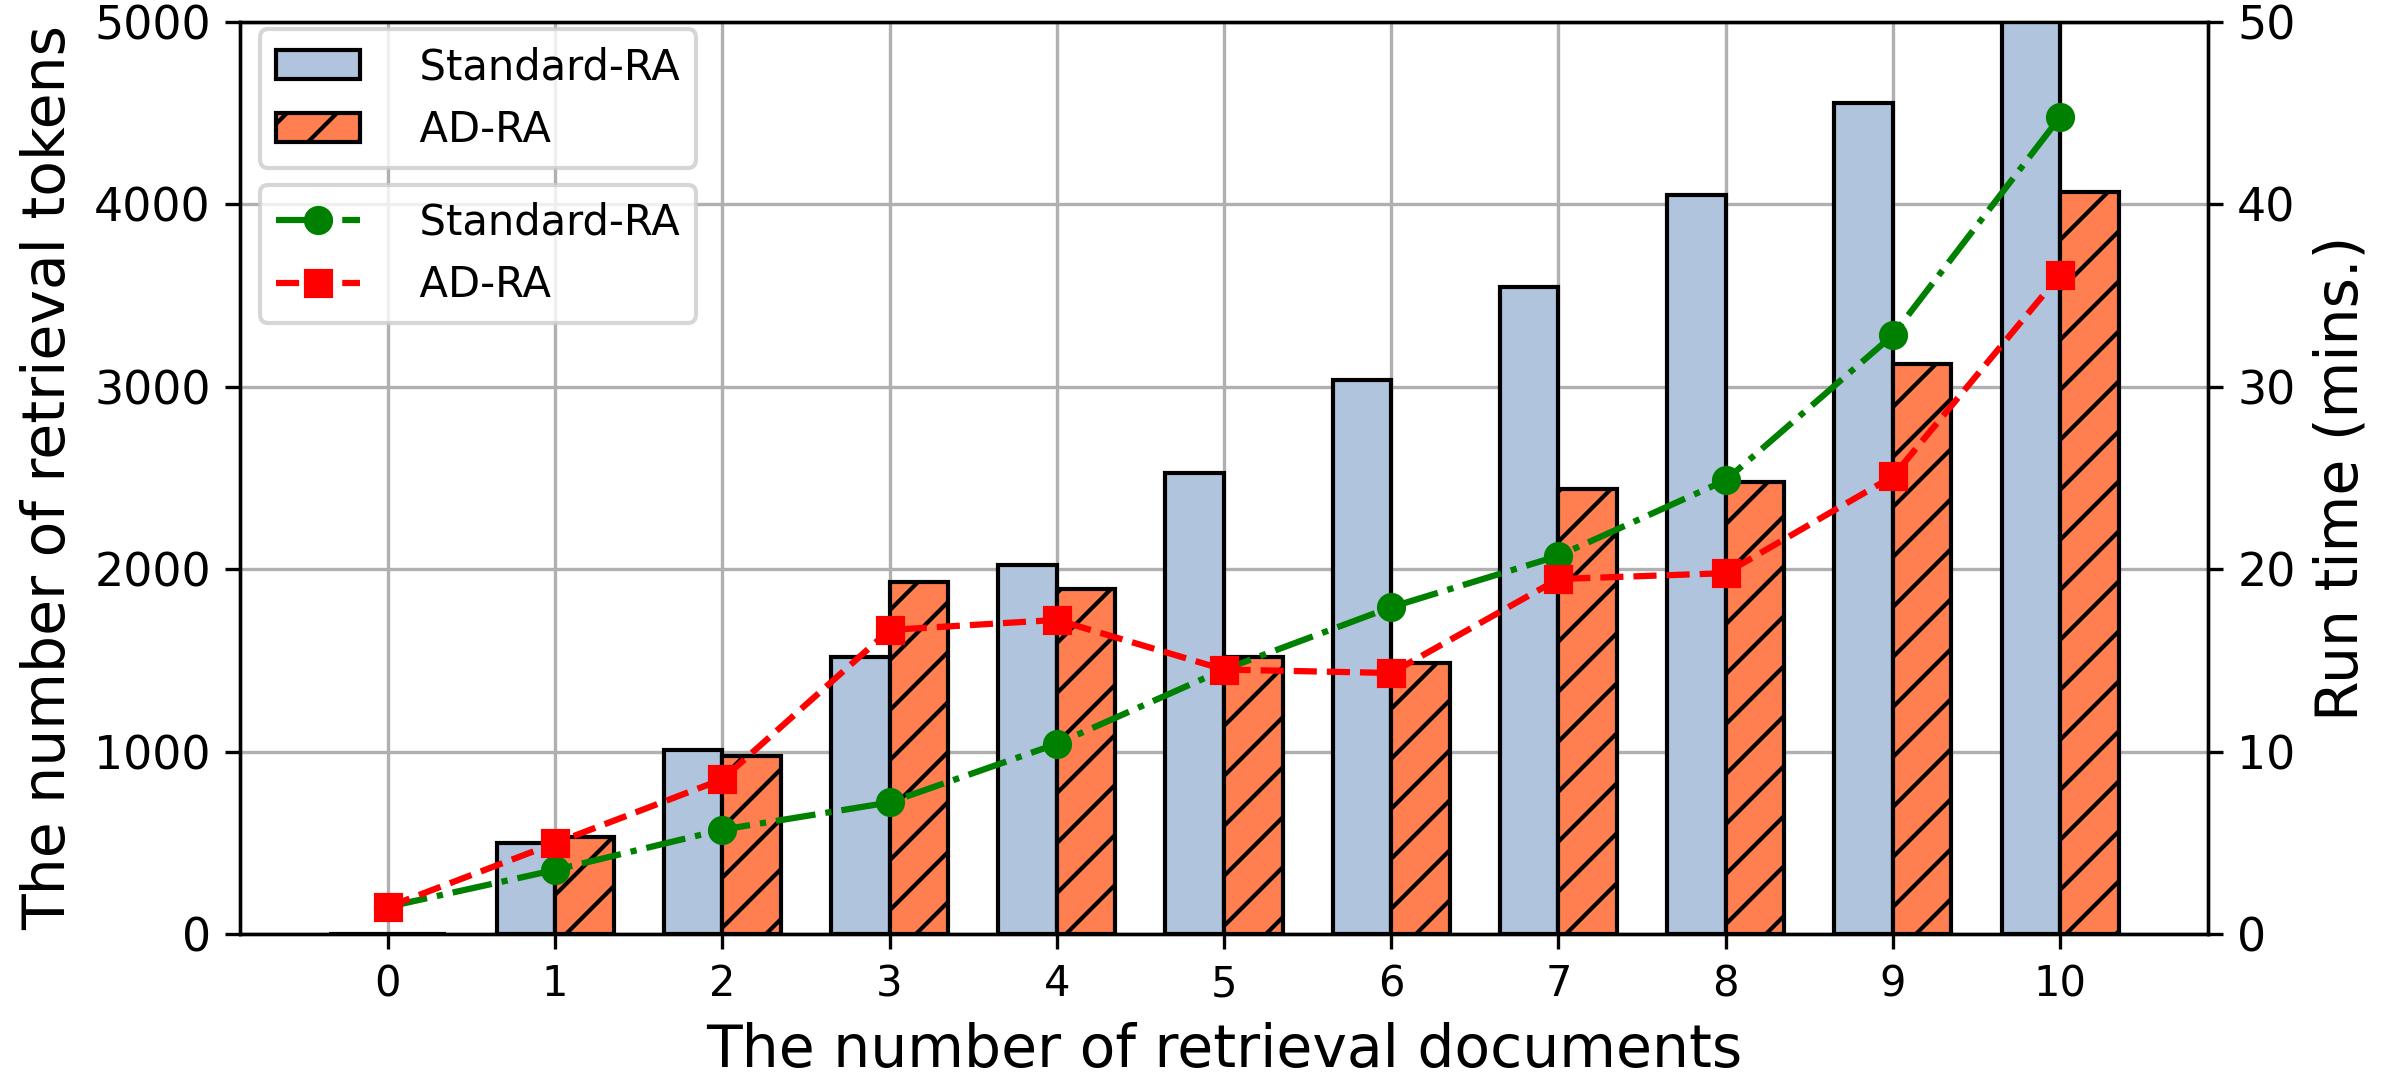 The number of retrieval tokens
5000
4000
3000
2000
1000
0
Standard-RA
AD-RA
Standard-RA
AD-RA
50
40
30
20
10
0
Run time (mins.)
0 1 2 3 4 5 6 7 8 9 10
The number of retrieval documents